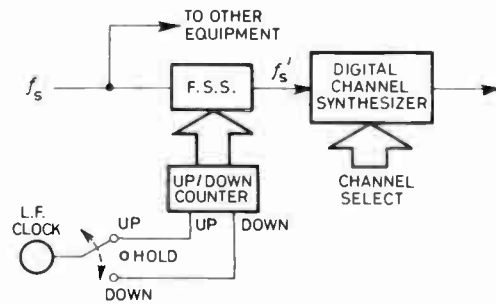 TO OTHER
EQUIPMENT
fs
F.S.S.
fs'
DIGITAL
CHANNEL
SYNTHESIZER
UP/DOWN
COUNTER
CHANNEL
SELECT
L.F.
CLOCK
UP
UP
DOWN
HOLD
DOWN